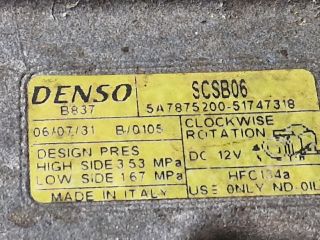 DENSO SCSB06
B837 5A7875200-51747318
06/07/31 B/0105 CLOCKWISE
ROTATION
DESIGN PRES DC 12V
HIGH SIDE 3.53 MPa
LOW SIDE 1.67 MPa HFC134a
MADE IN ITALY USE ONLY ND-OIL